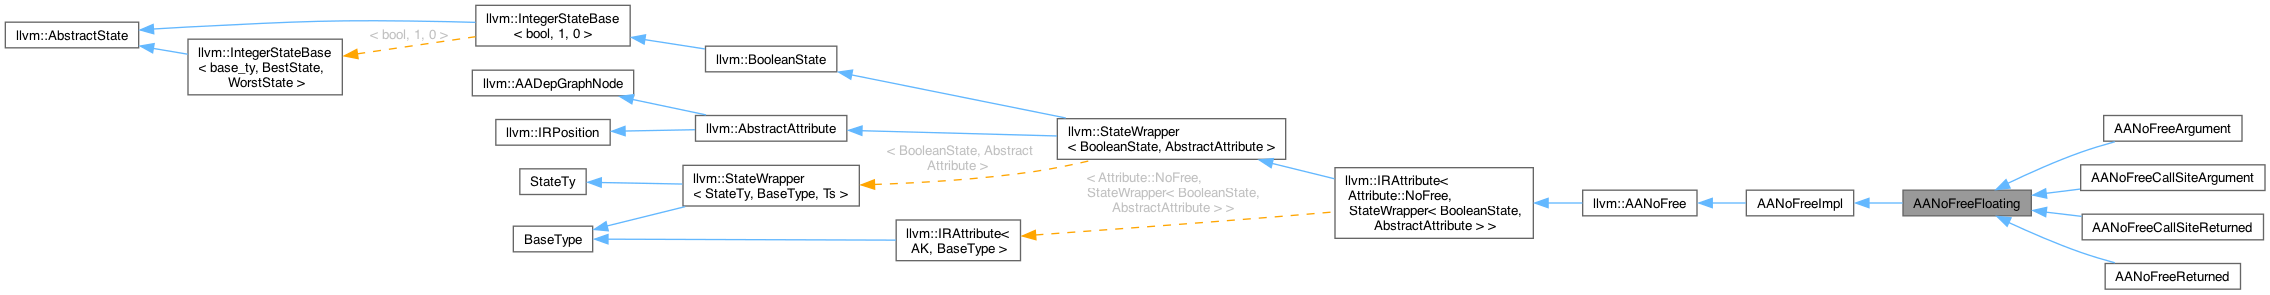 llvm::AbstractState
llvm::IntegerStateBase
< base_ty, BestState,
WorstState >
< bool, 1, 0 >
llvm::IntegerStateBase
< bool, 1, 0 >
llvm::AADepGraphNode
llvm::IRPosition
StateTy
BaseType
llvm::BooleanState
llvm::AbstractAttribute
llvm::StateWrapper
< StateTy, BaseType, Ts >
< BooleanState, Abstract
Attribute >
llvm::IRAttribute<
AK, BaseType >
llvm::StateWrapper
< BooleanState, AbstractAttribute >
< Attribute::NoFree,
StateWrapper< BooleanState,
AbstractAttribute > >
llvm::IRAttribute<
Attribute::NoFree,
StateWrapper< BooleanState,
AbstractAttribute > >
llvm::AANoFree
AANoFreeImpl
AANoFreeFloating
AANoFreeArgument
AANoFreeCallSiteArgument
AANoFreeCallSiteReturned
AANoFreeReturned